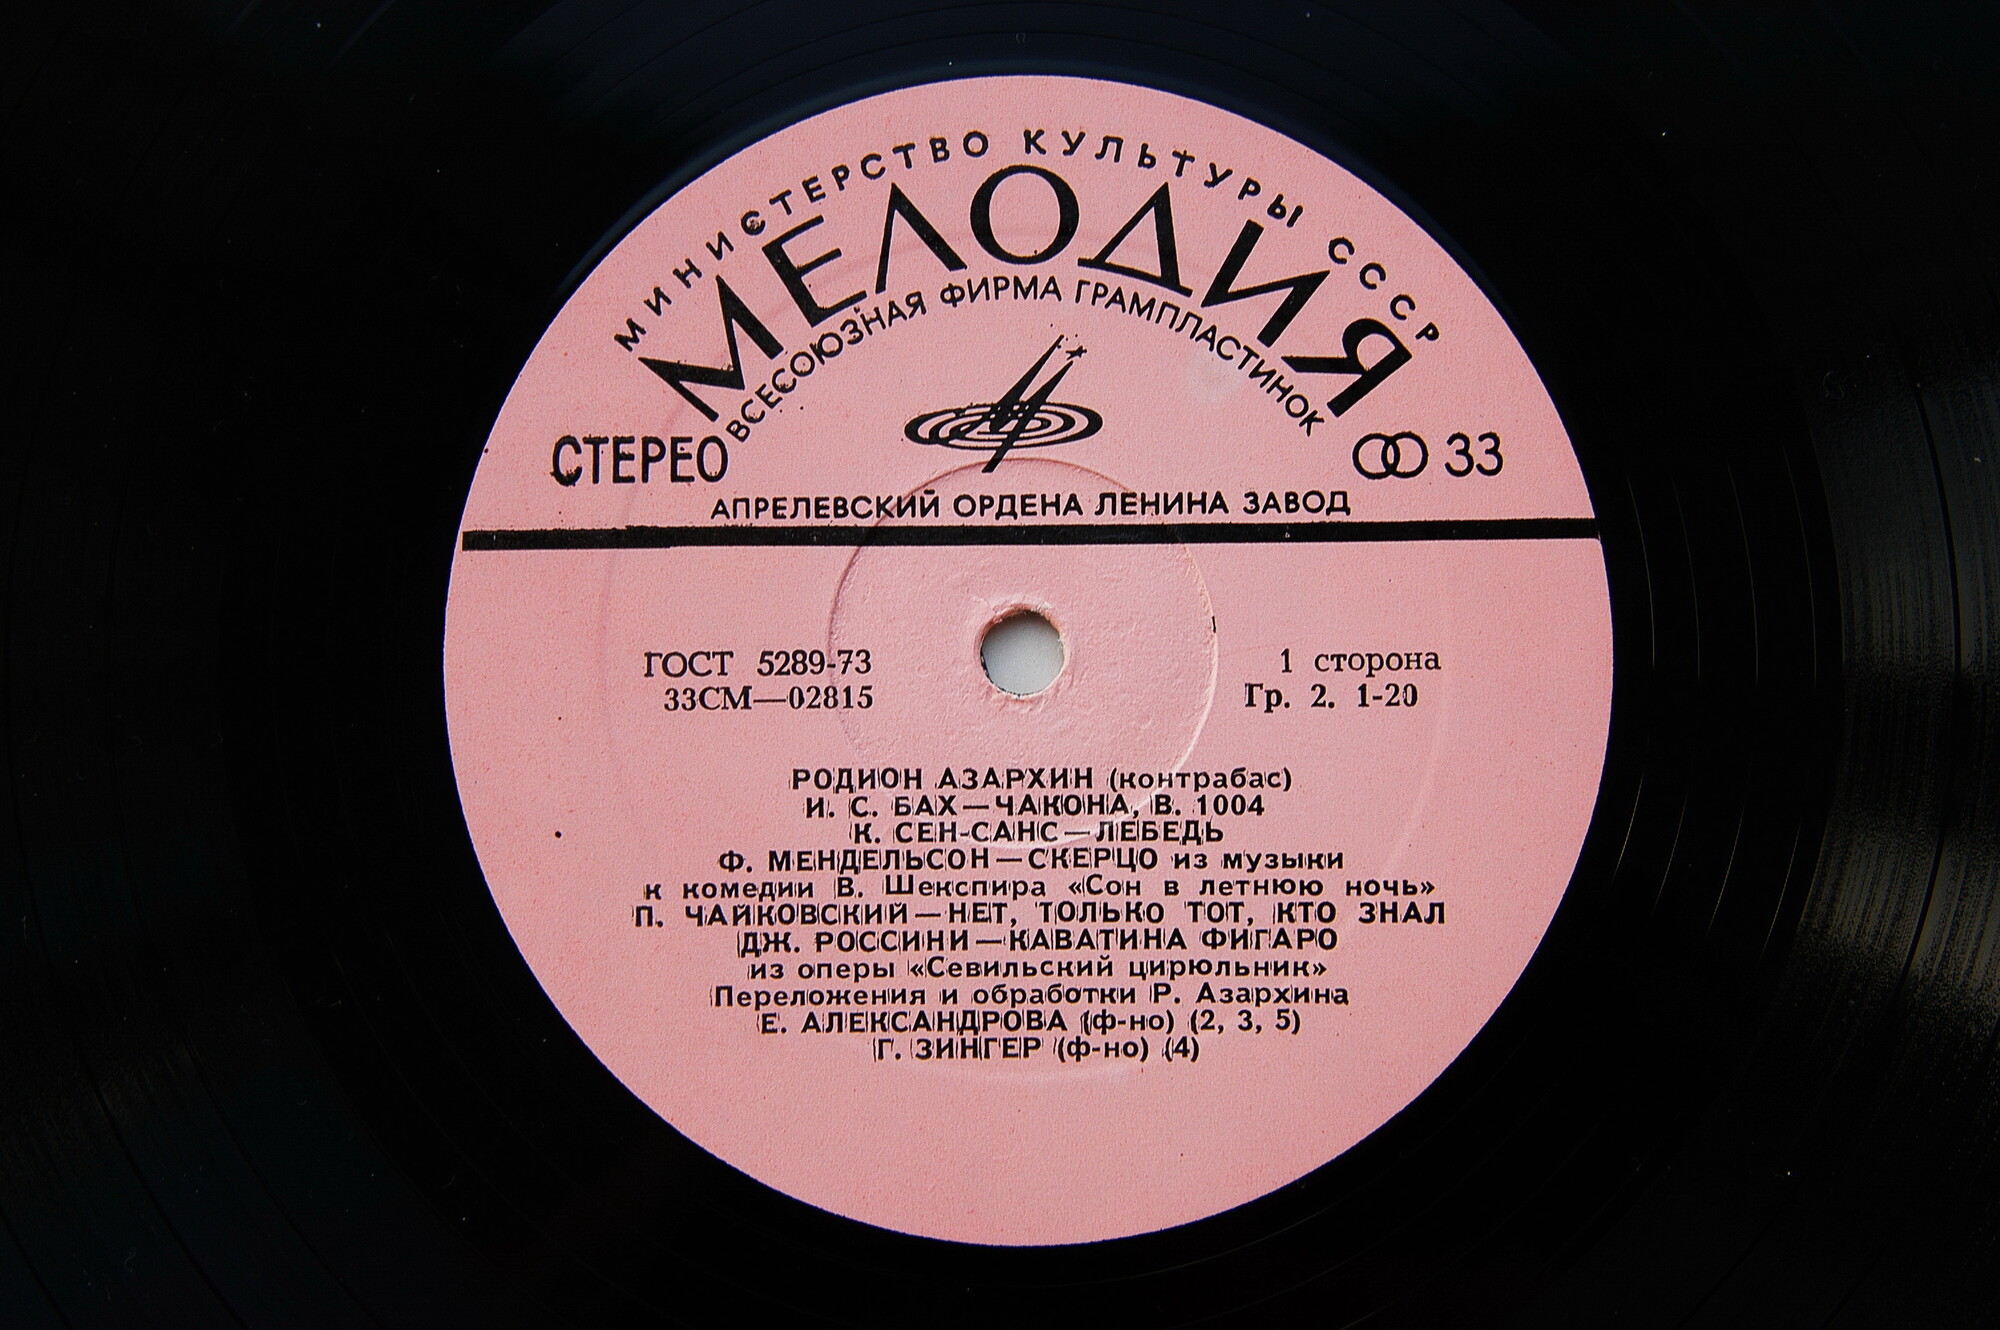 МИНИСТЕРСТВО КУЛЬТУРЫ СССР
МЕЛОДИЯ
ВСЕСОЮЗНАЯ ФИРМА ГРАМПЛАСТИНОК
СТЕРЕО
33
АПРЕЛЕВСКИЙ ОРДЕНА ЛЕНИНА ЗАВОД
ГОСТ 5289-73
33СМ—02815
1 сторона
Гр. 2. 1-20
РОДИОН АЗАРХИН (контрабас)
И. С. БАХ—ЧАКОНА, В. 1004
К. СЕН-САНС—ЛЕБЕДЬ
Ф. МЕНДЕЛЬСОН—СКЕРЦО из музыки
к комедии В. Шекспира «Сон в летнюю ночь»
П. ЧАЙКОВСКИЙ—НЕТ, ТОЛЬКО ТОТ, КТО ЗНАЛ
ДЖ. РОССИНИ—КАВАТИНА ФИГАРО
из оперы «Севильский цирюльник»
Переложения и обработки Р. Азархина
Е. АЛЕКСАНДРОВА (ф-но) (2, 3, 5)
Г. ЗИНГЕР (ф-но) (4)